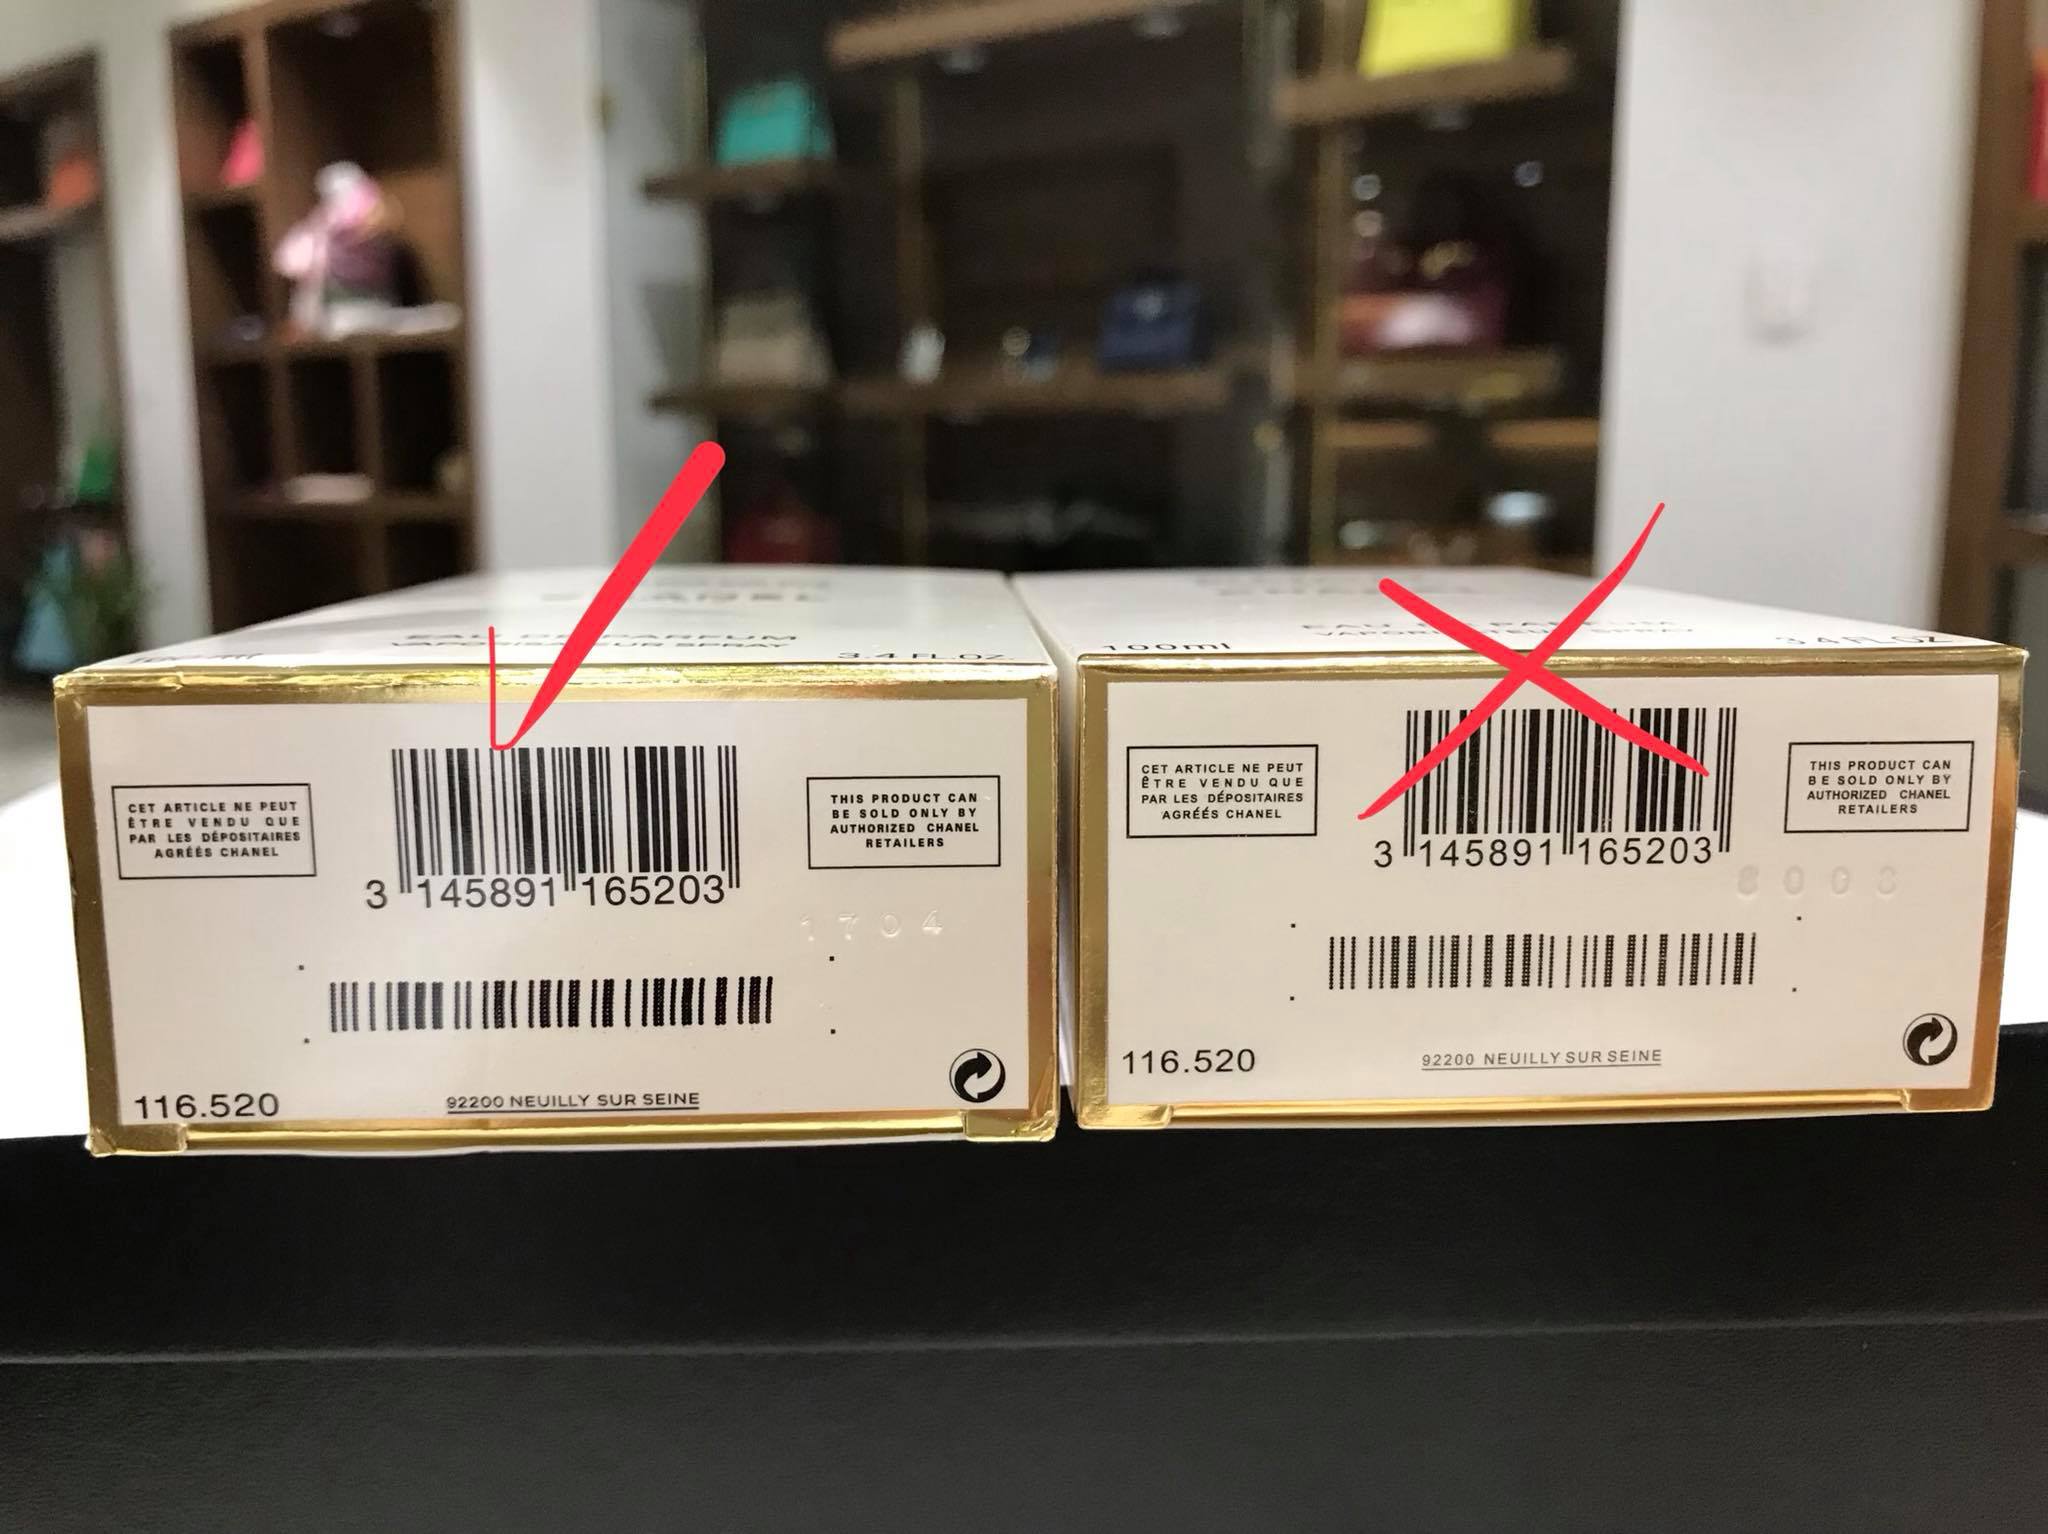 EAU DE PARFUM
VAPORISATEUR SPRAY
3.4 FL.OZ.
CET ARTICLE NE PEUT
ÊTRE VENDU QUE
PAR LES DÉPOSITAIRES
AGRÉÉS CHANEL
3 145891 165203
THIS PRODUCT CAN
BE SOLD ONLY BY
AUTHORIZED CHANEL
RETAILERS
1704
116.520
92200 NEUILLY SUR SEINE
100ml
3.4 FL.OZ.
CET ARTICLE NE PEUT
ÊTRE VENDU QUE
PAR LES DÉPOSITAIRES
AGRÉÉS CHANEL
3 145891 165203
THIS PRODUCT CAN
BE SOLD ONLY BY
AUTHORIZED CHANEL
RETAILERS
116.520
92200 NEUILLY SUR SEINE